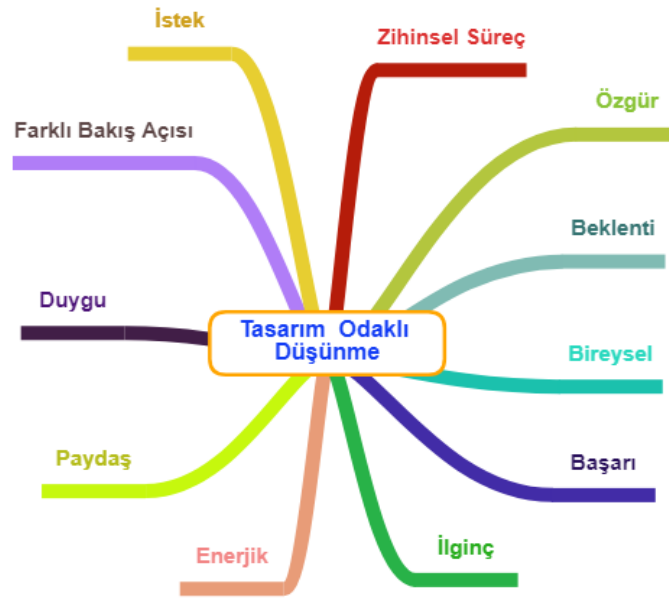 İstek
Zihinsel Süreç
Özgür
Farklı Bakış Açısı
Beklenti
Duygu
Tasarım Odaklı
Düşünme
Bireysel
Paydaş
Başarı
Enerjik
İlginç